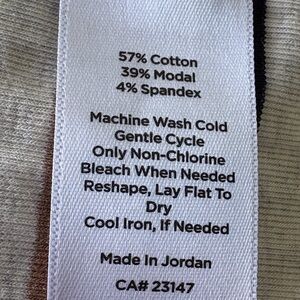 57% Cotton
39% Modal
4% Spandex
Machine Wash Cold
Gentle Cycle
Only Non-Chlorine
Bleach When Needed
Reshape, Lay Flat To
Dry
Cool Iron, If Needed
Made In Jordan
CA# 23147